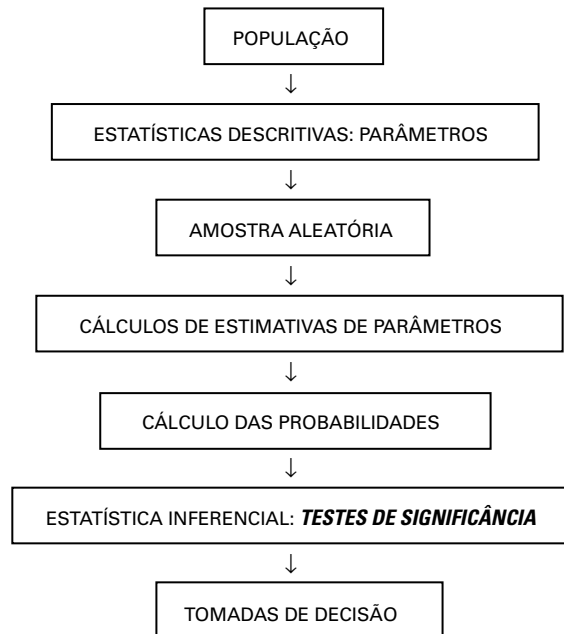 POPULAÇÃO
↓
ESTATÍSTICAS DESCRITIVAS: PARÂMETROS
↓
AMOSTRA ALEATÓRIA
↓
CÁLCULOS DE ESTIMATIVAS DE PARÂMETROS
↓
CÁLCULO DAS PROBABILIDADES
↓
ESTATÍSTICA INFERENCIAL: TESTES DE SIGNIFICÂNCIA
↓
TOMADAS DE DECISÃO